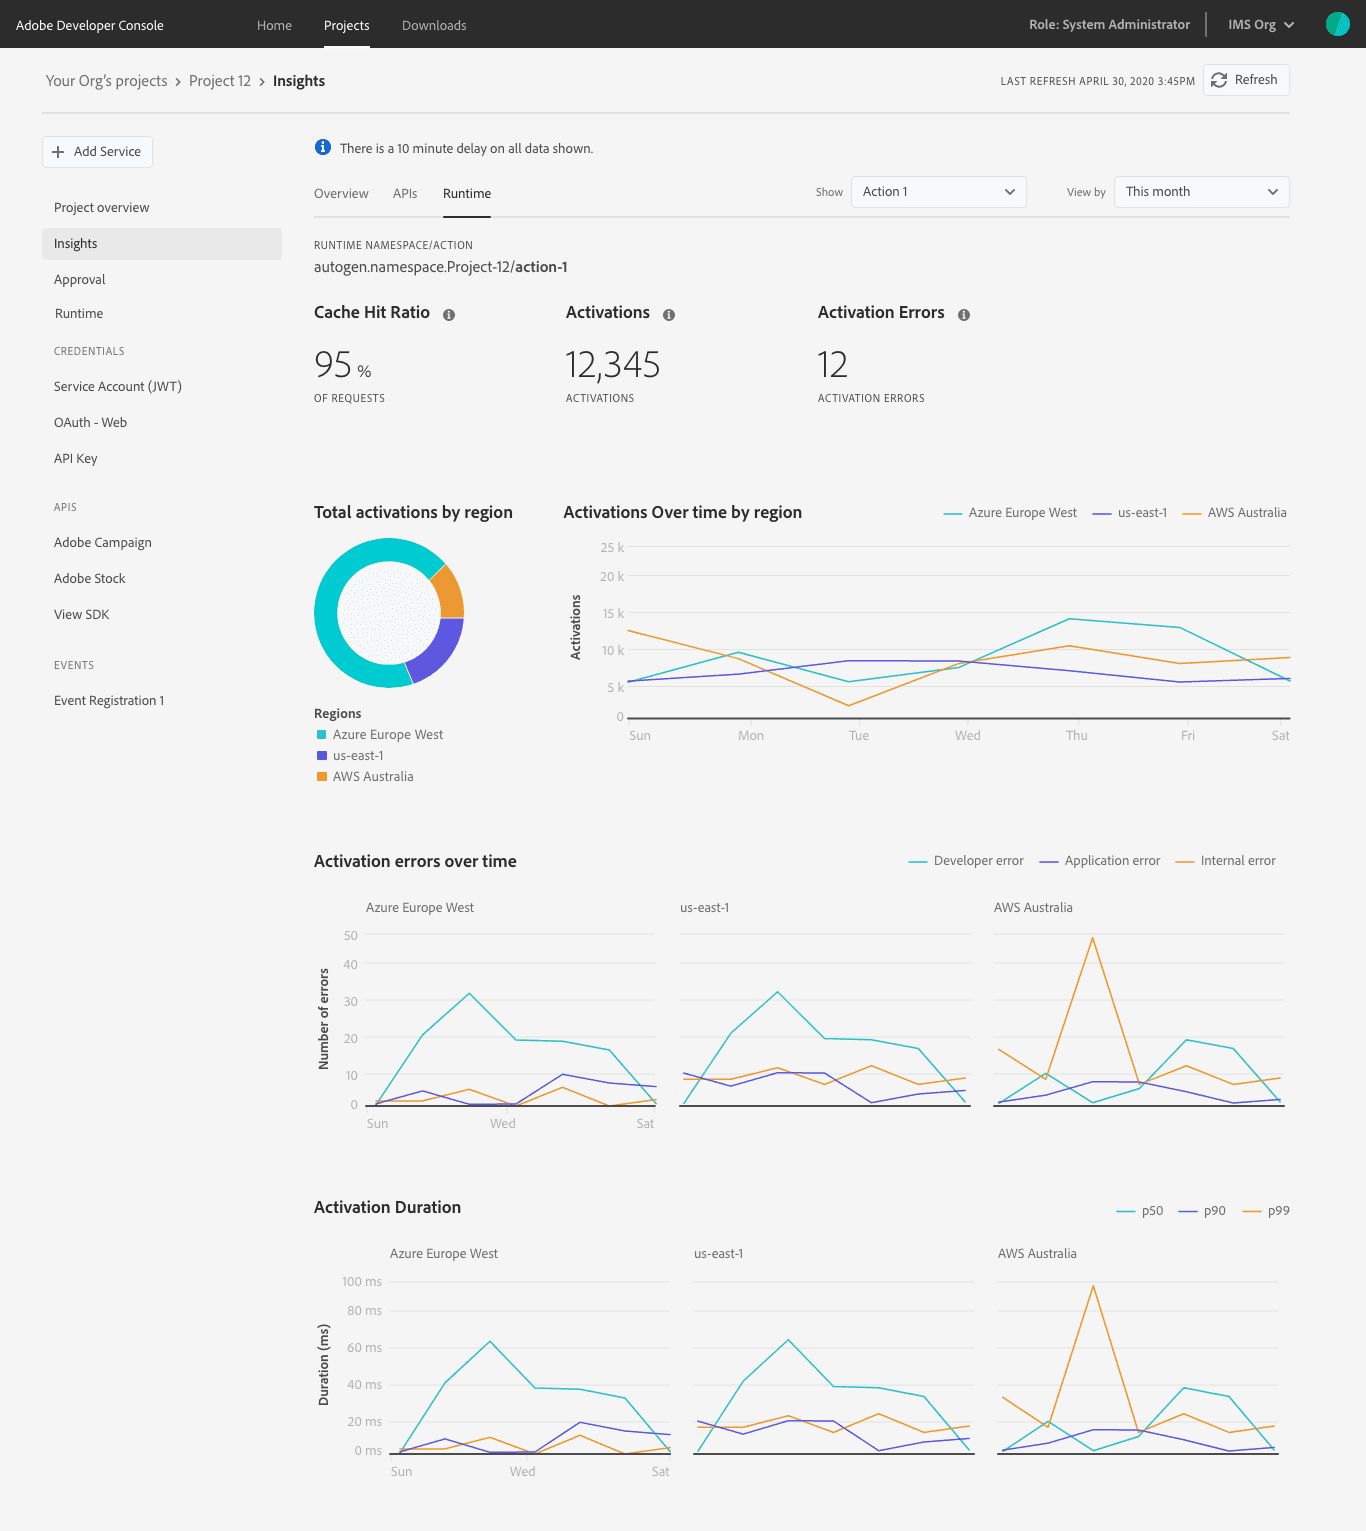 Adobe Developer Console Home Projects Downloads Role: System Administrator IMS Org
Your Org's projects > Project 12 > Insights LAST REFRESH APRIL 30, 2020 3:45PM Refresh
Add Service
Project overview
Insights
Approval
Runtime
CREDENTIALS
Service Account (JWT)
OAuth - Web
API Key
APIS
Adobe Campaign
Adobe Stock
View SDK
EVENTS
Event Registration 1
There is a 10 minute delay on all data shown.
Overview APIs Runtime Show Action 1 View by This month
RUNTIME NAMESPACE/ACTION
autogen.namespace.Project-12/action-1
Cache Hit Ratio Activations Activation Errors
95 % 12,345 12
OF REQUESTS ACTIVATIONS ACTIVATION ERRORS
Total activations by region
Regions
Azure Europe West
us-east-1
AWS Australia
Activations Over time by region Azure Europe West us-east-1 AWS Australia
Activations
25 k
20 k
15 k
10 k
5 k
0
Sun Mon Tue Wed Thu Fri Sat
Activation errors over time Developer error Application error Internal error
Azure Europe West us-east-1 AWS Australia
Number of errors
50
40
30
20
10
0
Sun Wed Sat
Activation Duration p50 p90 p99
Azure Europe West us-east-1 AWS Australia
Duration (ms)
100 ms
80 ms
60 ms
40 ms
20 ms
0 ms
Sun Wed Sat